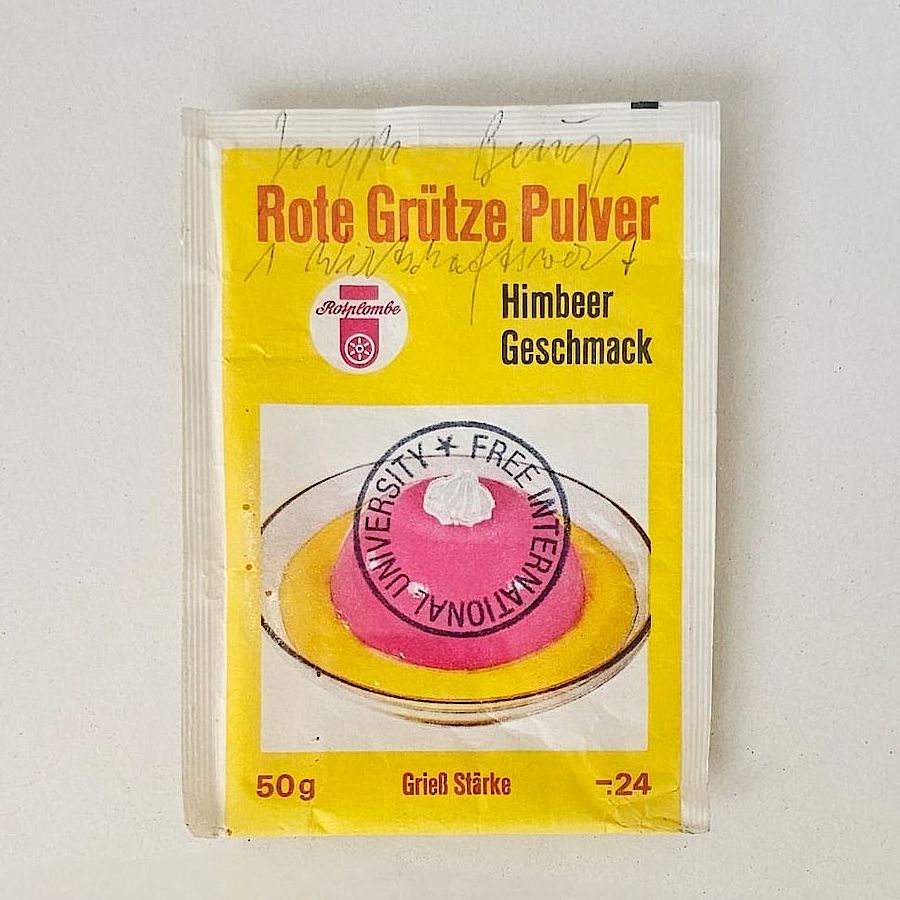 Joseph Beuys
Rote Grütze Pulver
1 Wirtschaftswert
Rotplombe
Himbeer
Geschmack
FREE INTERNATIONAL UNIVERSITY
50g
Grieß Stärke
-.24